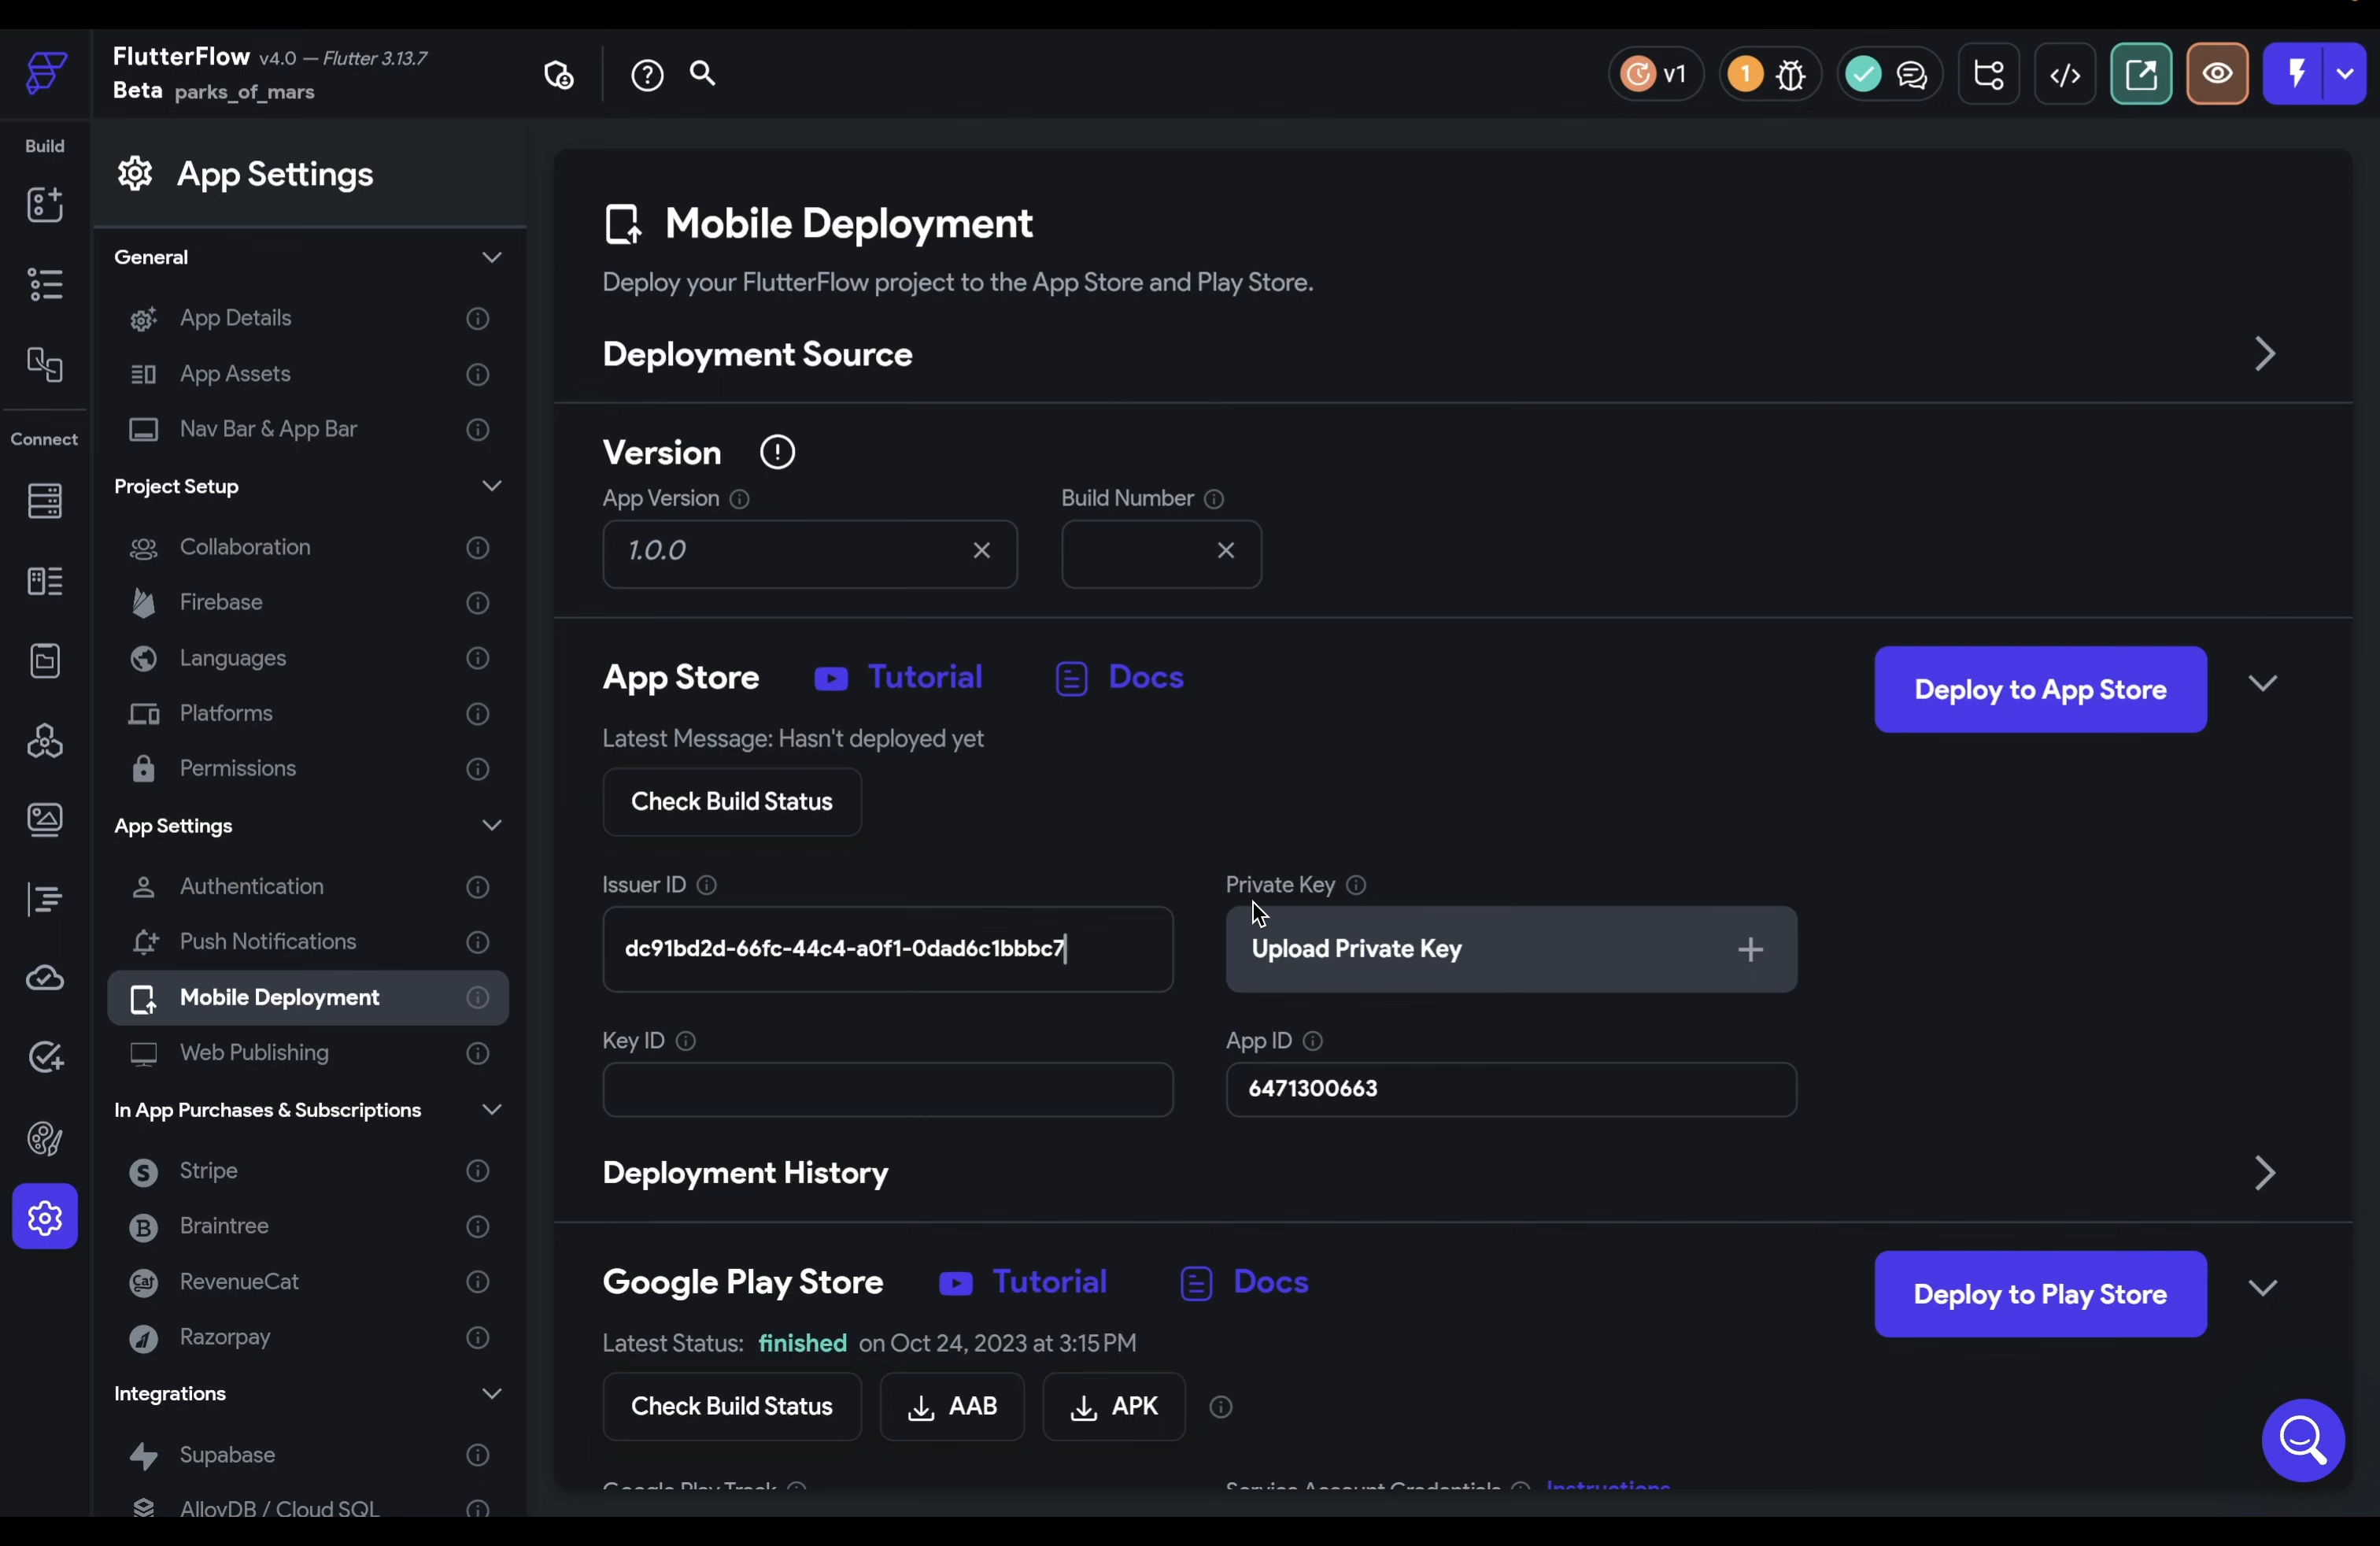 FlutterFlow v4.0 — Flutter 3.13.7
Beta parks_of_mars
v1
1
Build
Connect
App Settings
General
App Details
App Assets
Nav Bar & App Bar
Project Setup
Collaboration
Firebase
Languages
Platforms
Permissions
App Settings
Authentication
Push Notifications
Mobile Deployment
Web Publishing
In App Purchases & Subscriptions
Stripe
Braintree
RevenueCat
Razorpay
Integrations
Supabase
AlloyDB / Cloud SQL
Mobile Deployment
Deploy your FlutterFlow project to the App Store and Play Store.
Deployment Source
Version
App Version
Build Number
1.0.0
App Store Tutorial Docs
Deploy to App Store
Latest Message: Hasn't deployed yet
Check Build Status
Issuer ID
Private Key
dc91bd2d-66fc-44c4-a0f1-0dad6c1bbbc7
Upload Private Key
Key ID
App ID
6471300663
Deployment History
Google Play Store Tutorial Docs
Deploy to Play Store
Latest Status: finished on Oct 24, 2023 at 3:15 PM
Check Build Status
AAB
APK
Google Play Track
Service Account Credentials Instructions